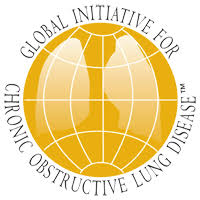 GLOBAL INITIATIVE FOR
CHRONIC OBSTRUCTIVE LUNG DISEASE™